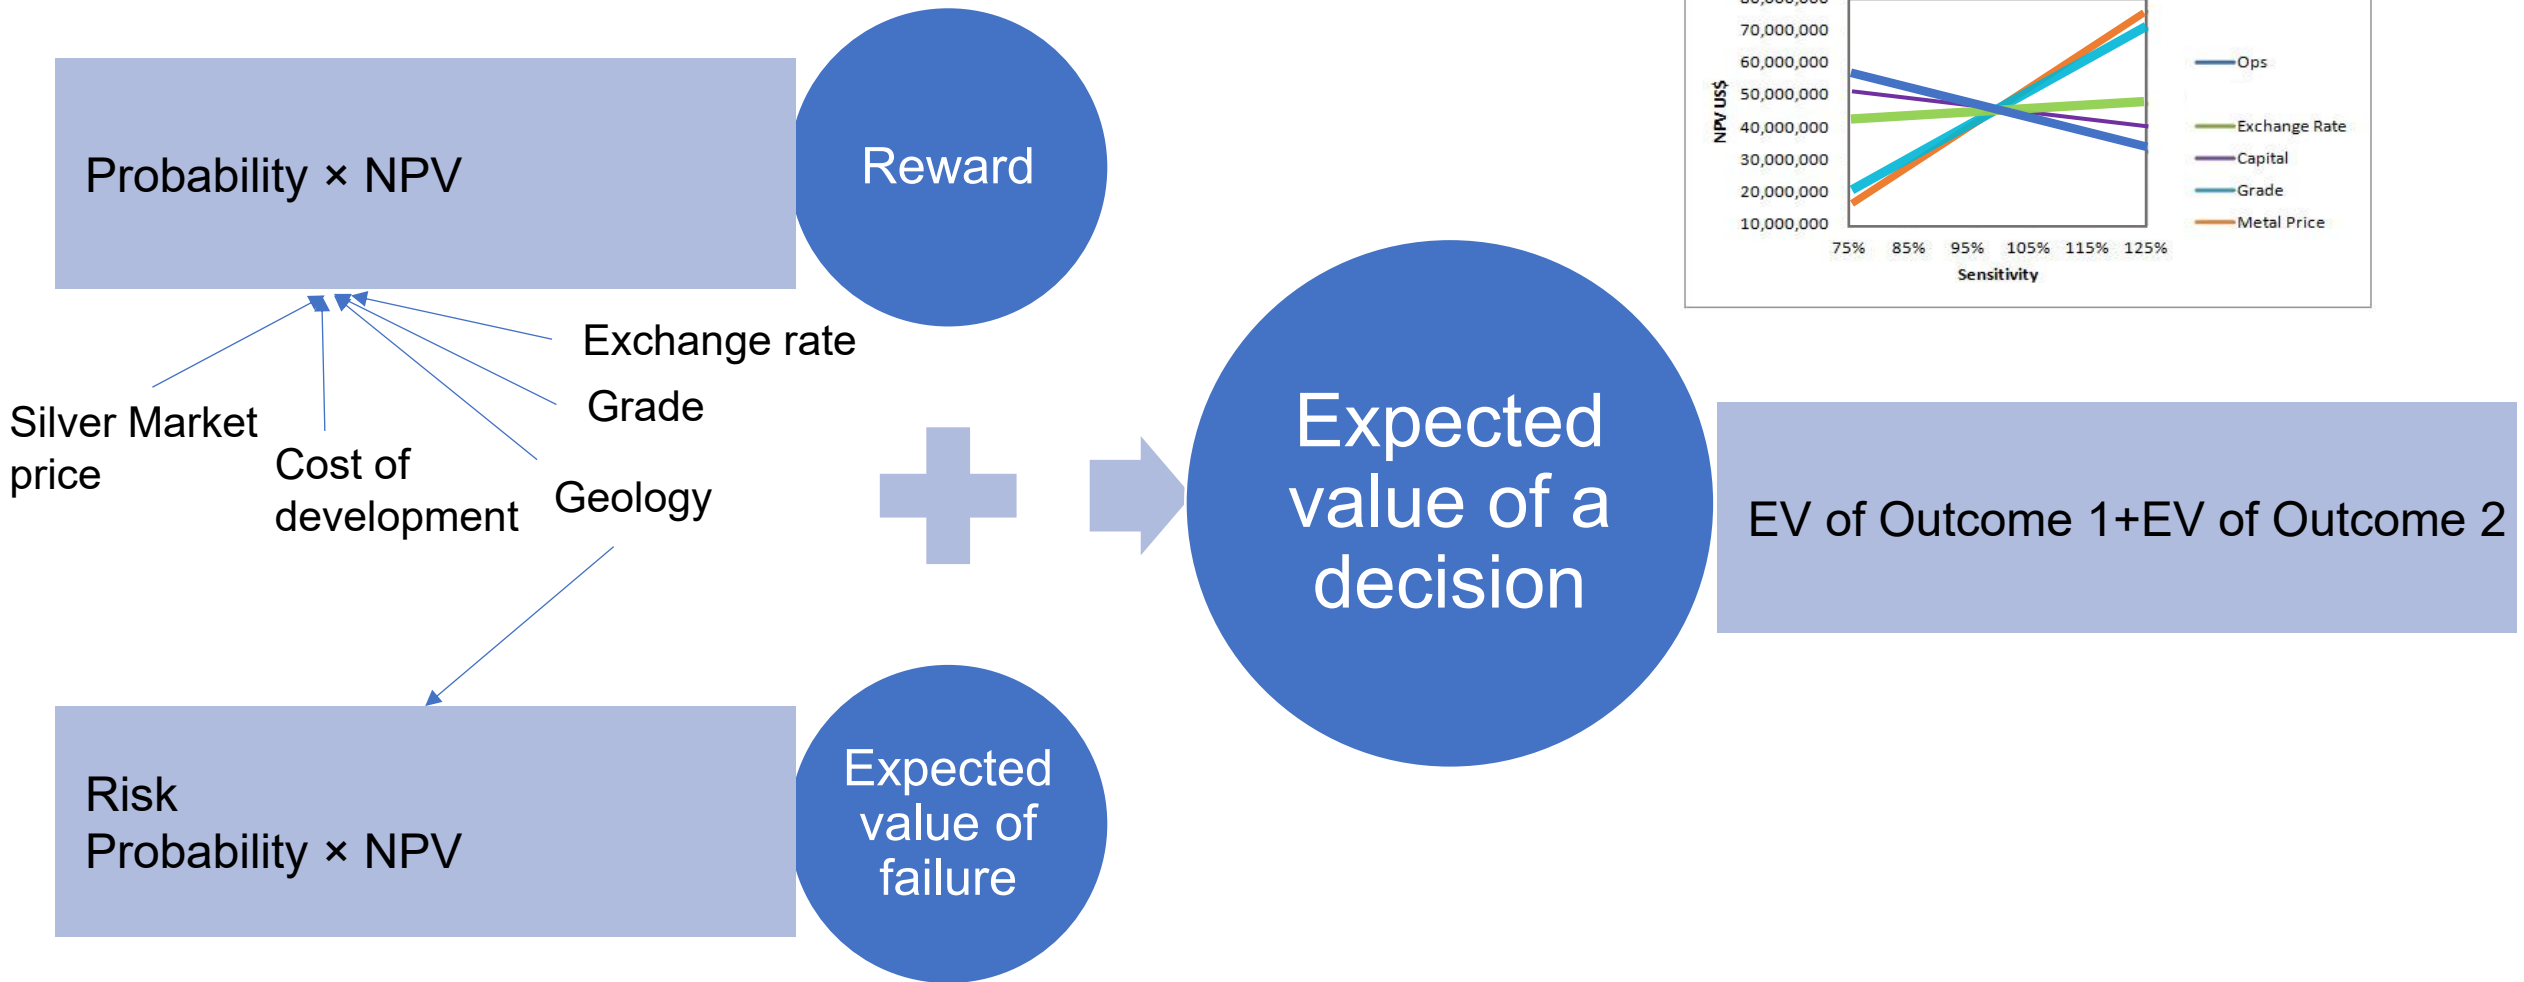 Probability × NPV
Reward
Exchange rate
Grade
Silver Market
price
Cost of
development
Geology
Risk
Probability × NPV
Expected
value of
failure
Expected
value of a
decision
EV of Outcome 1+EV of Outcome 2
70,000,000
60,000,000
50,000,000
40,000,000
30,000,000
20,000,000
10,000,000
NPV US$
75% 85% 95% 105% 115% 125%
Sensitivity
Ops
Exchange Rate
Capital
Grade
Metal Price